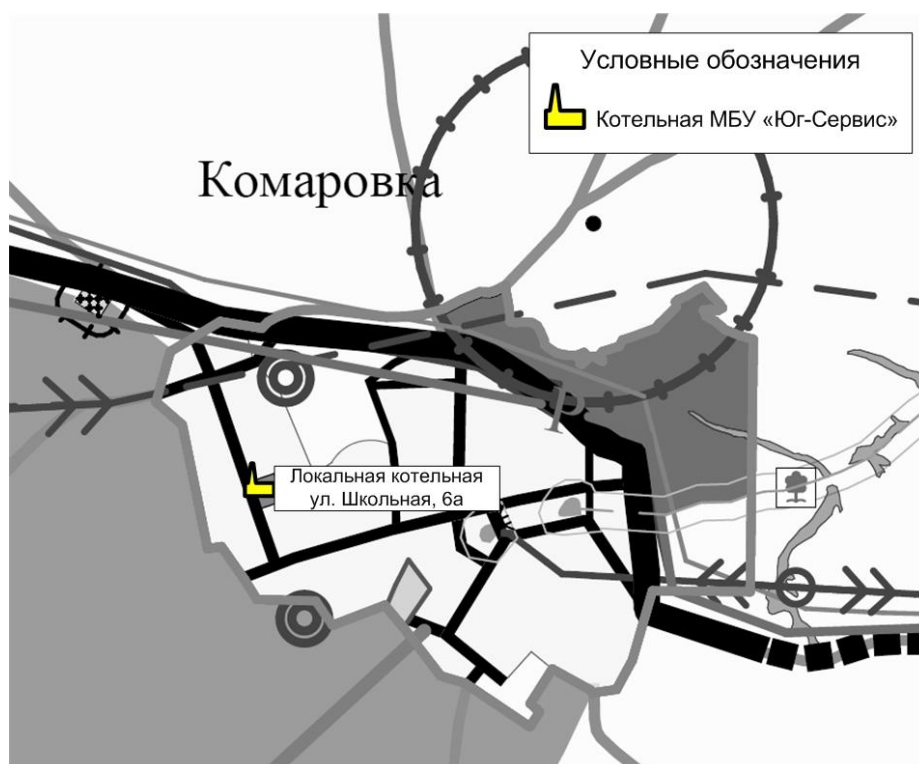 Условные обозначения
Котельная МБУ «Юг-Сервис»
Комаровка
Локальная котельная
ул. Школьная, 6а